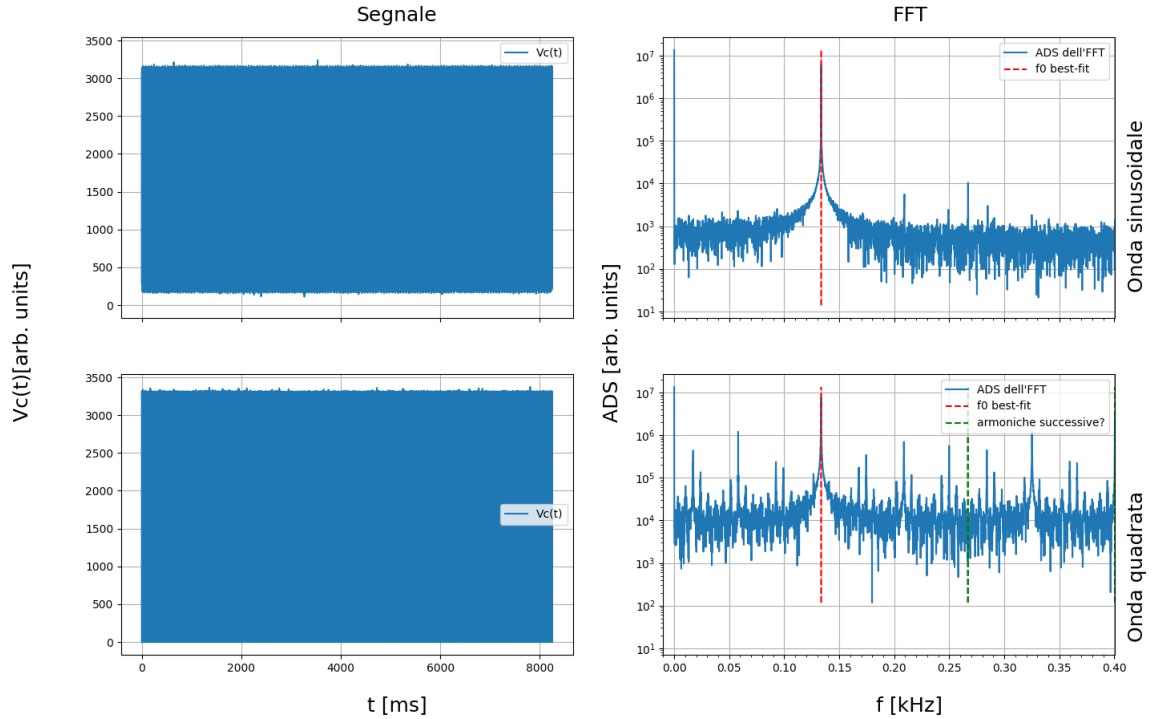 Segnale
FFT
3500
3000
2500
2000
1500
1000
500
0
Vc(t)
10⁷
10⁶
10⁵
10⁴
10³
10²
10¹
ADS dell'FFT
f0 best-fit
Onda sinusoidale
Vc(t)[arb. units]
ADS [arb. units]
3500
3000
2500
2000
1500
1000
500
0
Vc(t)
0
2000
4000
6000
8000
t [ms]
10⁷
10⁶
10⁵
10⁴
10³
10²
10¹
ADS dell'FFT
f0 best-fit
armoniche successive?
0.00
0.05
0.10
0.15
0.20
0.25
0.30
0.35
0.40
f [kHz]
Onda quadrata